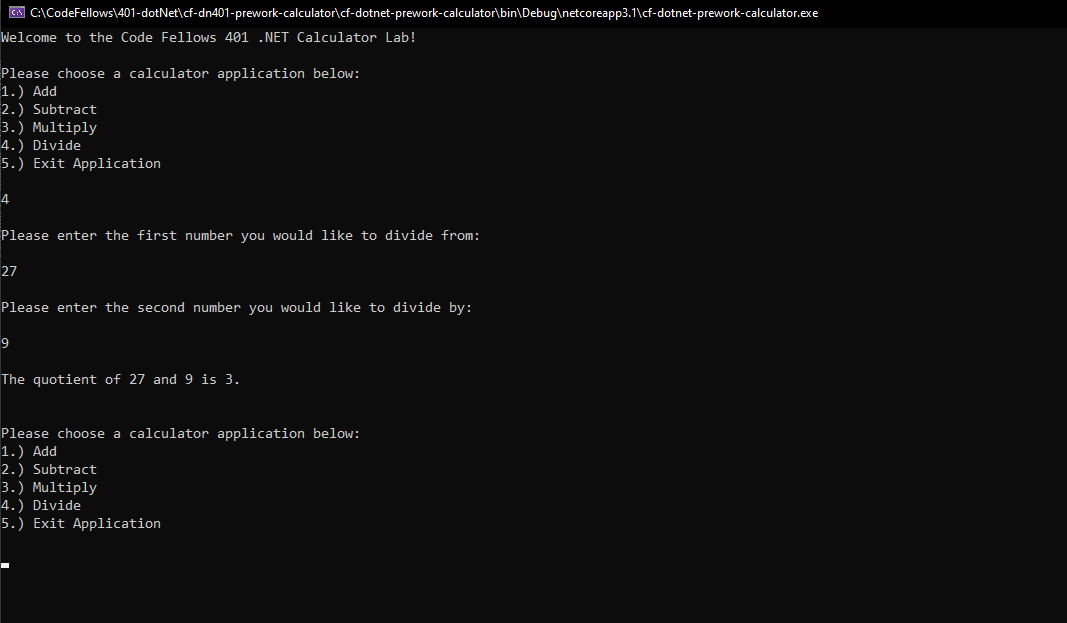 C:\CodeFellows\401-dotNet\cf-dn401-prework-calculator\cf-dotnet-prework-calculator\bin\Debug\netcoreapp3.1\cf-dotnet-prework-calculator.exe
Welcome to the Code Fellows 401 .NET Calculator Lab!
Please choose a calculator application below:
1.) Add
2.) Subtract
3.) Multiply
4.) Divide
5.) Exit Application
4
Please enter the first number you would like to divide from:
27
Please enter the second number you would like to divide by:
9
The quotient of 27 and 9 is 3.
Please choose a calculator application below:
1.) Add
2.) Subtract
3.) Multiply
4.) Divide
5.) Exit Application